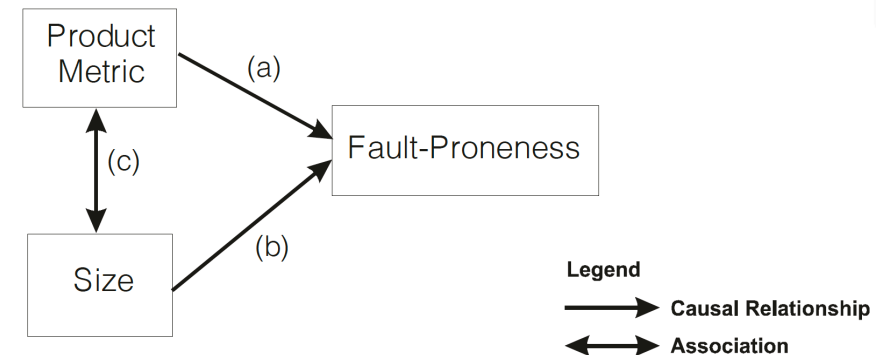 Product
Metric
(a)
Fault-Proneness
(c)
(b)
Size
Legend
Causal Relationship
Association